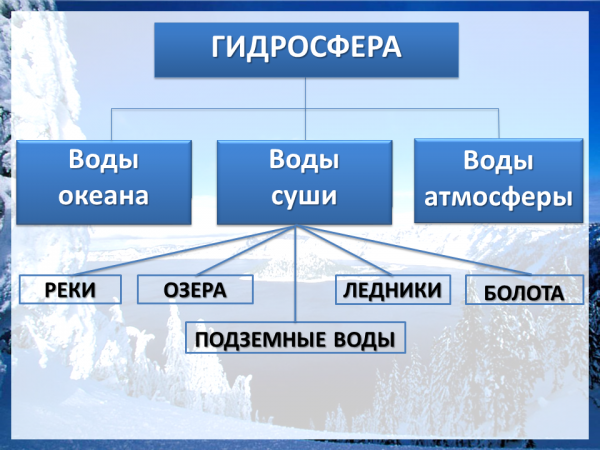 ГИДРОСФЕРА
Воды
океана
Воды
суши
Воды
атмосферы
РЕКИ
ОЗЕРА
ЛЕДНИКИ
БОЛОТА
ПОДЗЕМНЫЕ ВОДЫ